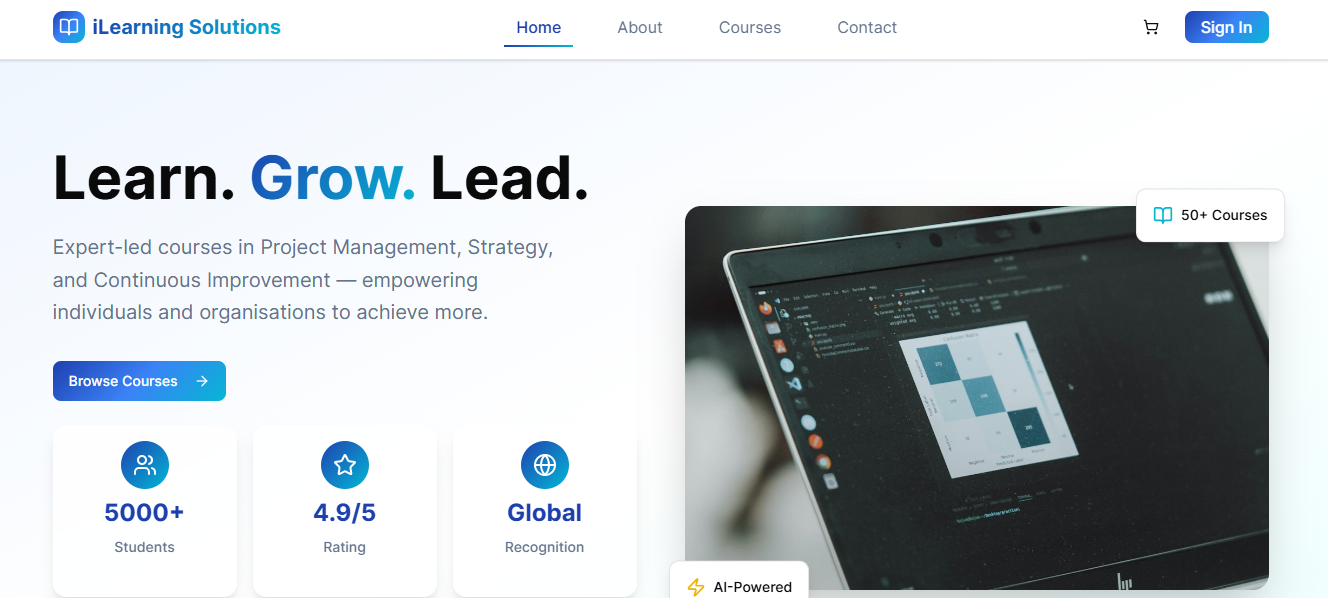 iLearning Solutions
Home
About
Courses
Contact
Sign In
Learn. Grow. Lead.
Expert-led courses in Project Management, Strategy,
and Continuous Improvement — empowering
individuals and organisations to achieve more.
Browse Courses
5000+
Students
4.9/5
Rating
Global
Recognition
50+ Courses
AI-Powered
hp